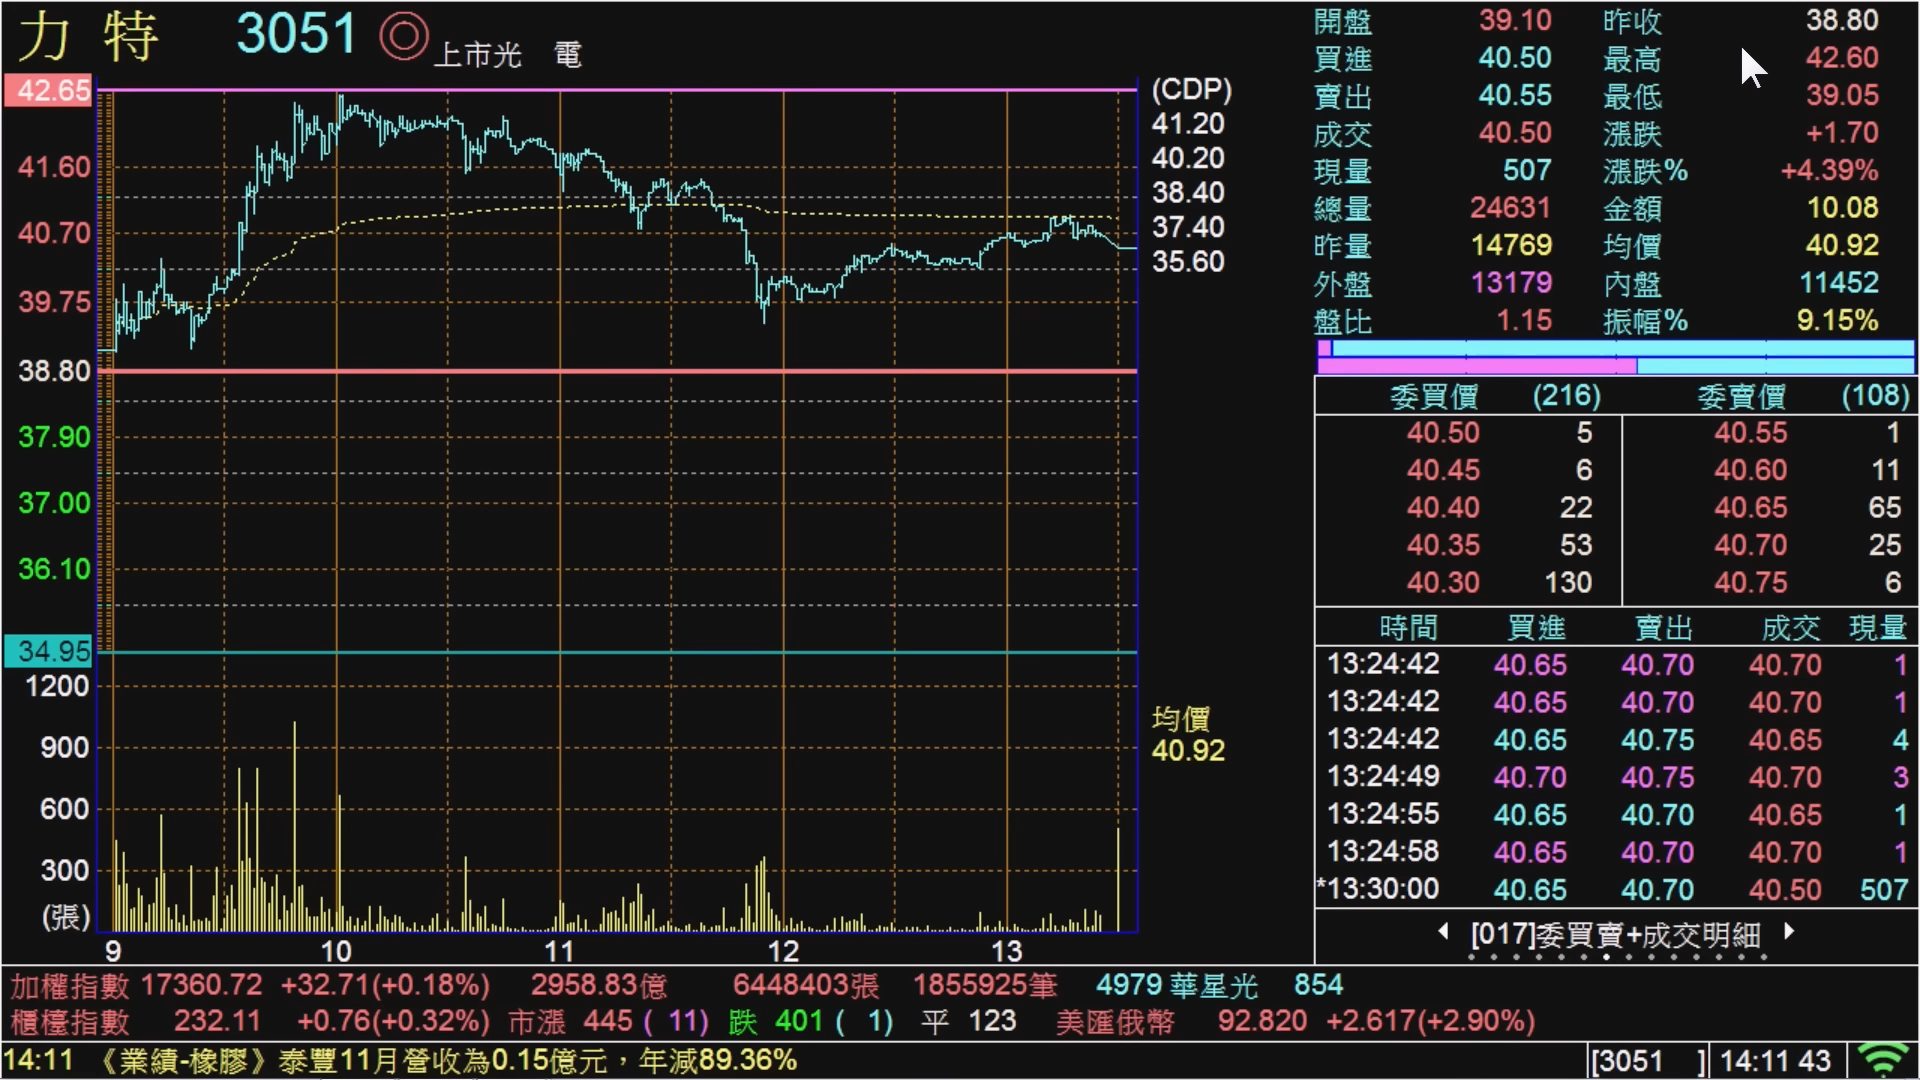 力特 3051 ◎ 上市光 電
42.65
41.60
40.70
39.75
38.80
37.90
37.00
36.10
34.95
1200
900
600
300
(張)
9 10 11 12 13
(CDP)
41.20
40.20
38.40
37.40
35.60
均價
40.92
開盤 39.10 昨收 38.80
買進 40.50 最高 42.60
賣出 40.55 最低 39.05
成交 40.50 漲跌 +1.70
現量 507 漲跌% +4.39%
總量 24631 金額 10.08
昨量 14769 均價 40.92
外盤 13179 內盤 11452
盤比 1.15 振幅% 9.15%
委買價 (216) 委賣價 (108)
40.50 5 40.55 1
40.45 6 40.60 11
40.40 22 40.65 65
40.35 53 40.70 25
40.30 130 40.75 6
時間 買進 賣出 成交 現量
13:24:42 40.65 40.70 40.70 1
13:24:42 40.65 40.70 40.70 1
13:24:42 40.65 40.75 40.65 4
13:24:49 40.70 40.75 40.70 3
13:24:55 40.65 40.70 40.65 1
13:24:58 40.65 40.70 40.70 1
*13:30:00 40.65 40.70 40.50 507
[017]委買賣+成交明細
加權指數 17360.72 +32.71(+0.18%) 2958.83億 6448403張 1855925筆 4979 華星光 854
櫃檯指數 232.11 +0.76(+0.32%) 市漲 445 ( 11) 跌 401 ( 1) 平 123 美匯俄幣 92.820 +2.617(+2.90%)
14:11 《業績-橡膠》泰豐11月營收為0.15億元，年減89.36% [3051 ] 14:11 43